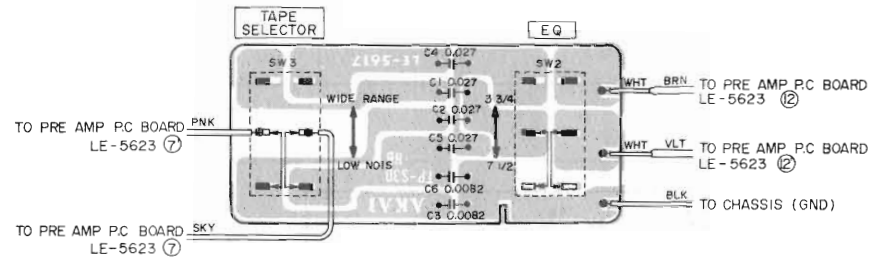 TAPE
SELECTOR
EQ
C4 0.027
LE-5617
SW3
SW2
C1 0.027
WIDE RANGE
3 3/4
WHT BRN
TO PRE AMP P.C BOARD
LE-5623 ⑫
C2 0.027
PNK
TO PRE AMP P.C BOARD
LE-5623 ⑦
C5 0.027
WHT VLT
TO PRE AMP P.C BOARD
LE-5623 ⑫
LOW NOIS
7 1/2
C6 0.0082
BLK
TO CHASSIS (GND)
AKAI
C3 0.0082
SKY
TO PRE AMP P.C BOARD
LE-5623 ⑦